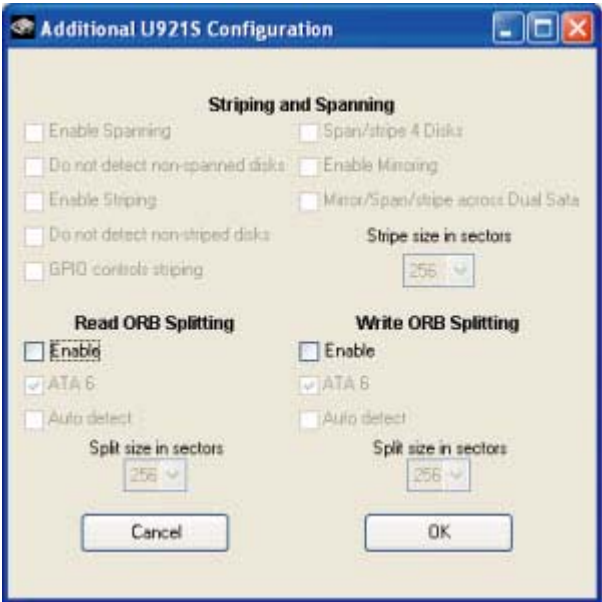 Additional U921S Configuration
Striping and Spanning
Enable Spanning
Span/stripe 4 Disks
Do not detect non-spanned disks
Enable Mirroring
Enable Striping
Mirror/Span/stripe across Dual Sata
Do not detect non-striped disks
Stripe size in sectors
GPIO controls striping
256
Read ORB Splitting
Write ORB Splitting
Enable
Enable
ATA 6
ATA 6
Auto detect
Auto detect
Split size in sectors
Split size in sectors
256
256
Cancel
OK